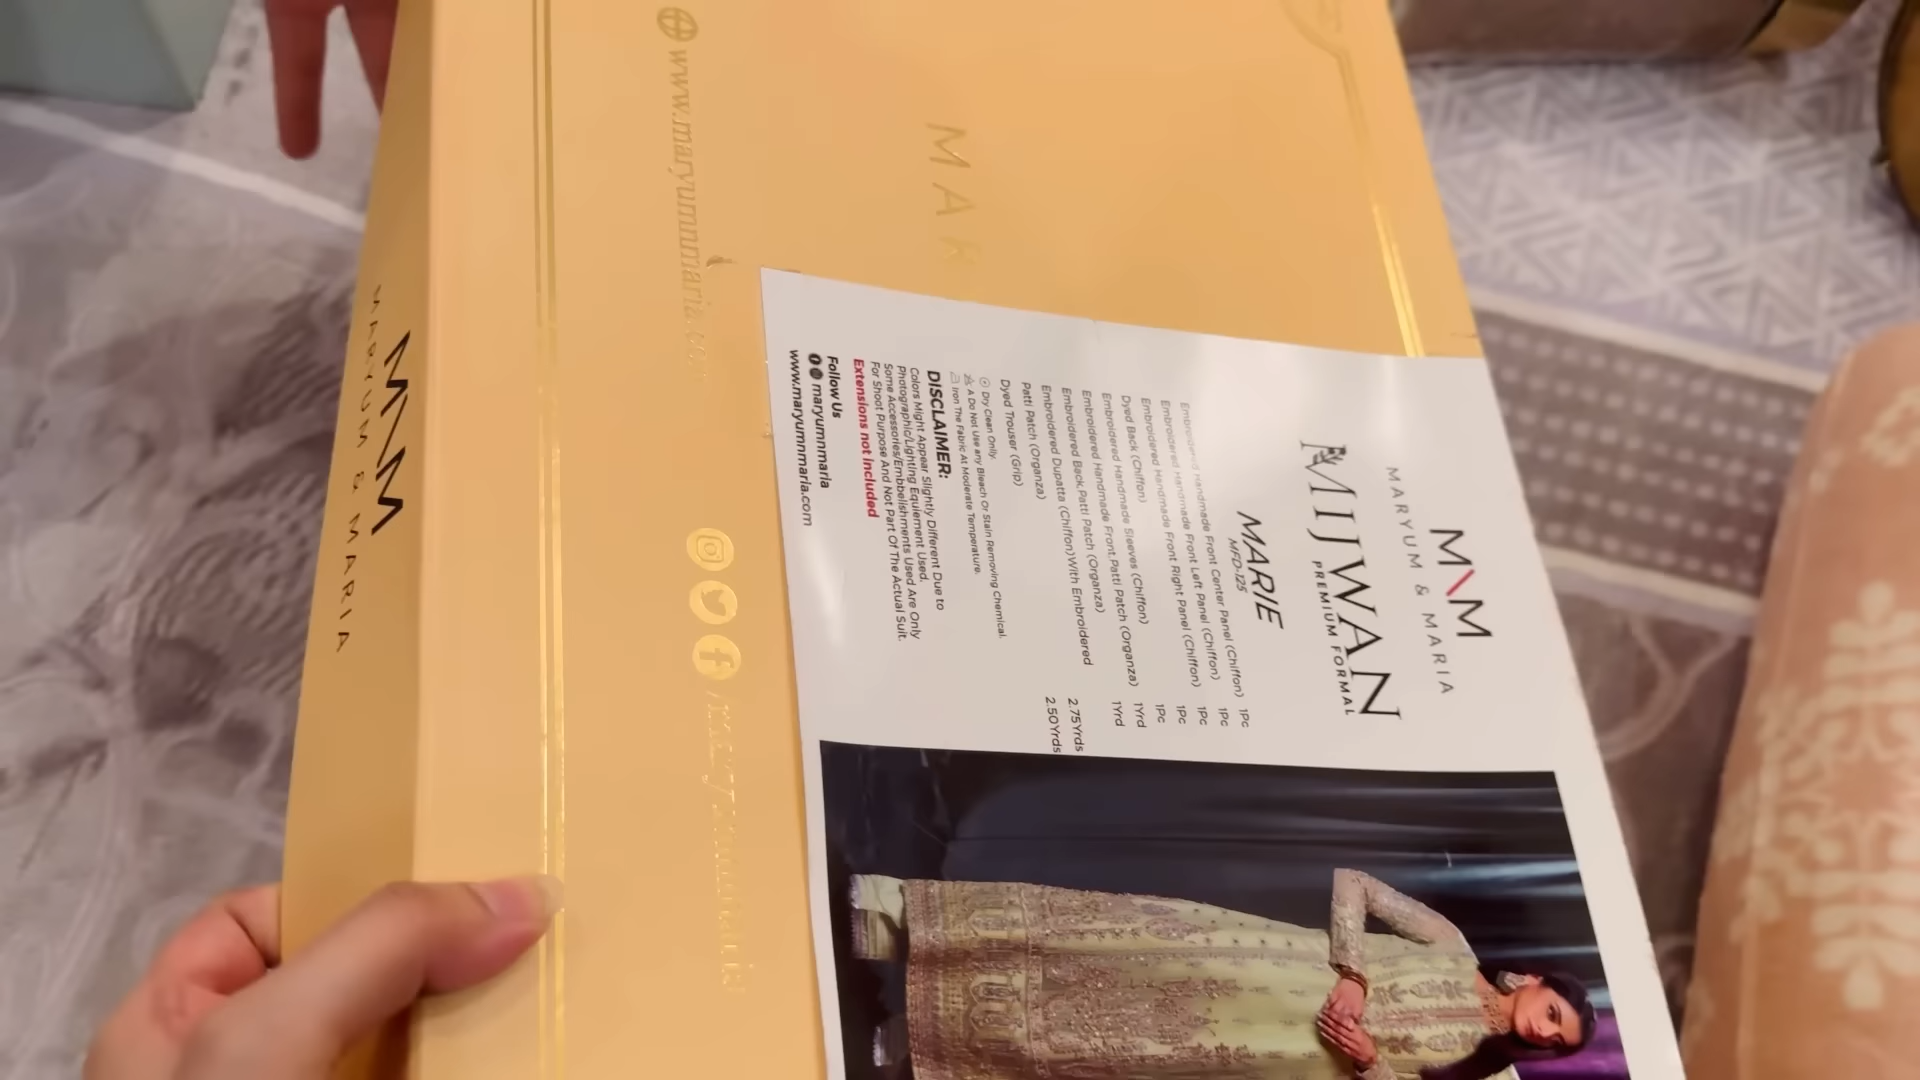 M\M
MARYUM & MARIA
MIJWAN
PREMIUM FORMAL
MARIE
MFD-125
Embroidered Handmade Front Center Panel (Chiffon) 1Pc
Embroidered Handmade Front Left Panel (Chiffon) 1Pc
Embroidered Handmade Front Right Panel (Chiffon) 1Pc
Dyed Back (Chiffon) 1Pc
Embroidered Handmade Sleeves (Chiffon) 1Pc
Embroidered Handmade Front,Patti Patch (Organza) 1Yrd
Embroidered Back,Patti Patch (Organza) 1Yrd
Embroidered Dupatta (Chiffon)With Embroidered
Patti Patch (Organza) 2.75Yrds
Dyed Trouser (Grip) 2.50Yrds
Dry Clean Only.
Do Not Use any Bleach Or Stain Removing Chemical.
Iron The Fabric At Moderate Temperature.
DISCLAIMER:
Colors Might Appear Slightly Different Due to
Photographic/Lighting Equiement Used.
Some Accessories/Embbelishments Used Are Only
For Shoot Purpose And Not Part Of The Actual Suit.
Extensions not included
Follow Us
maryumnmaria
www.maryumnmaria.com
MAR
www.maryumnmaria.co
M\M
MARYUM & MARIA